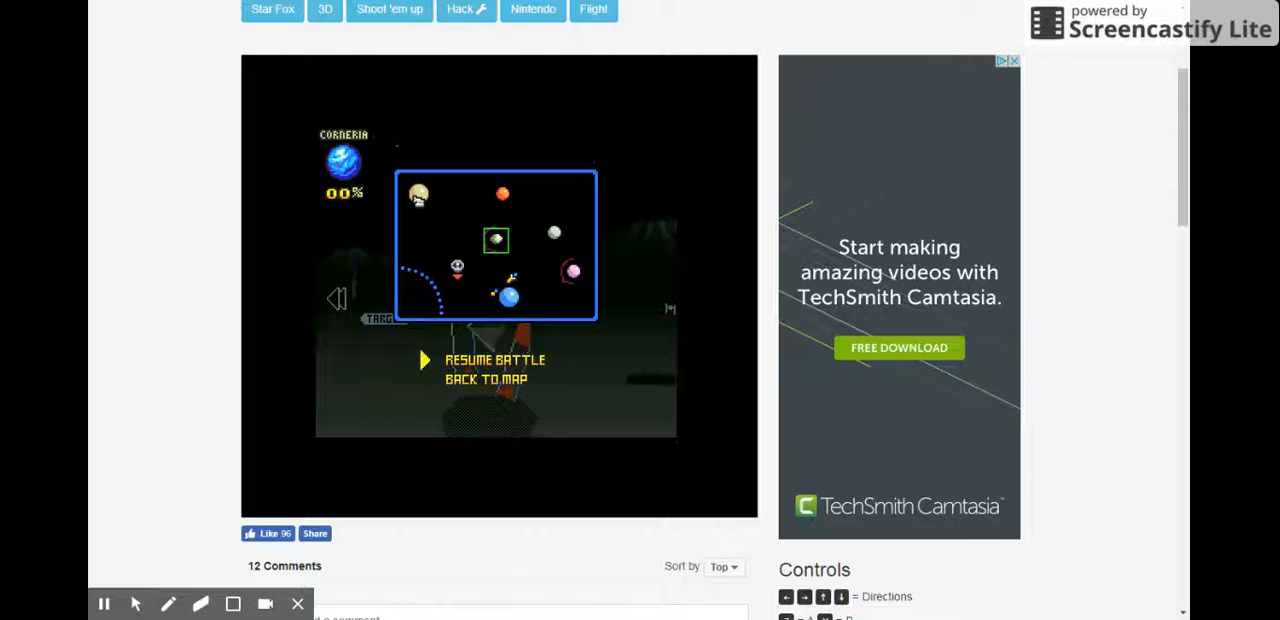 Star Fox
3D
Shoot 'em up
Hack
Nintendo
Flight
powered by
Screencastify Lite
CORNERIA
00%
TARG
RESUME BATTLE
BACK TO MAP
Start making
amazing videos with
TechSmith Camtasia.
FREE DOWNLOAD
TechSmith Camtasia
Like 96
Share
12 Comments
Sort by
Top
Controls
= Directions